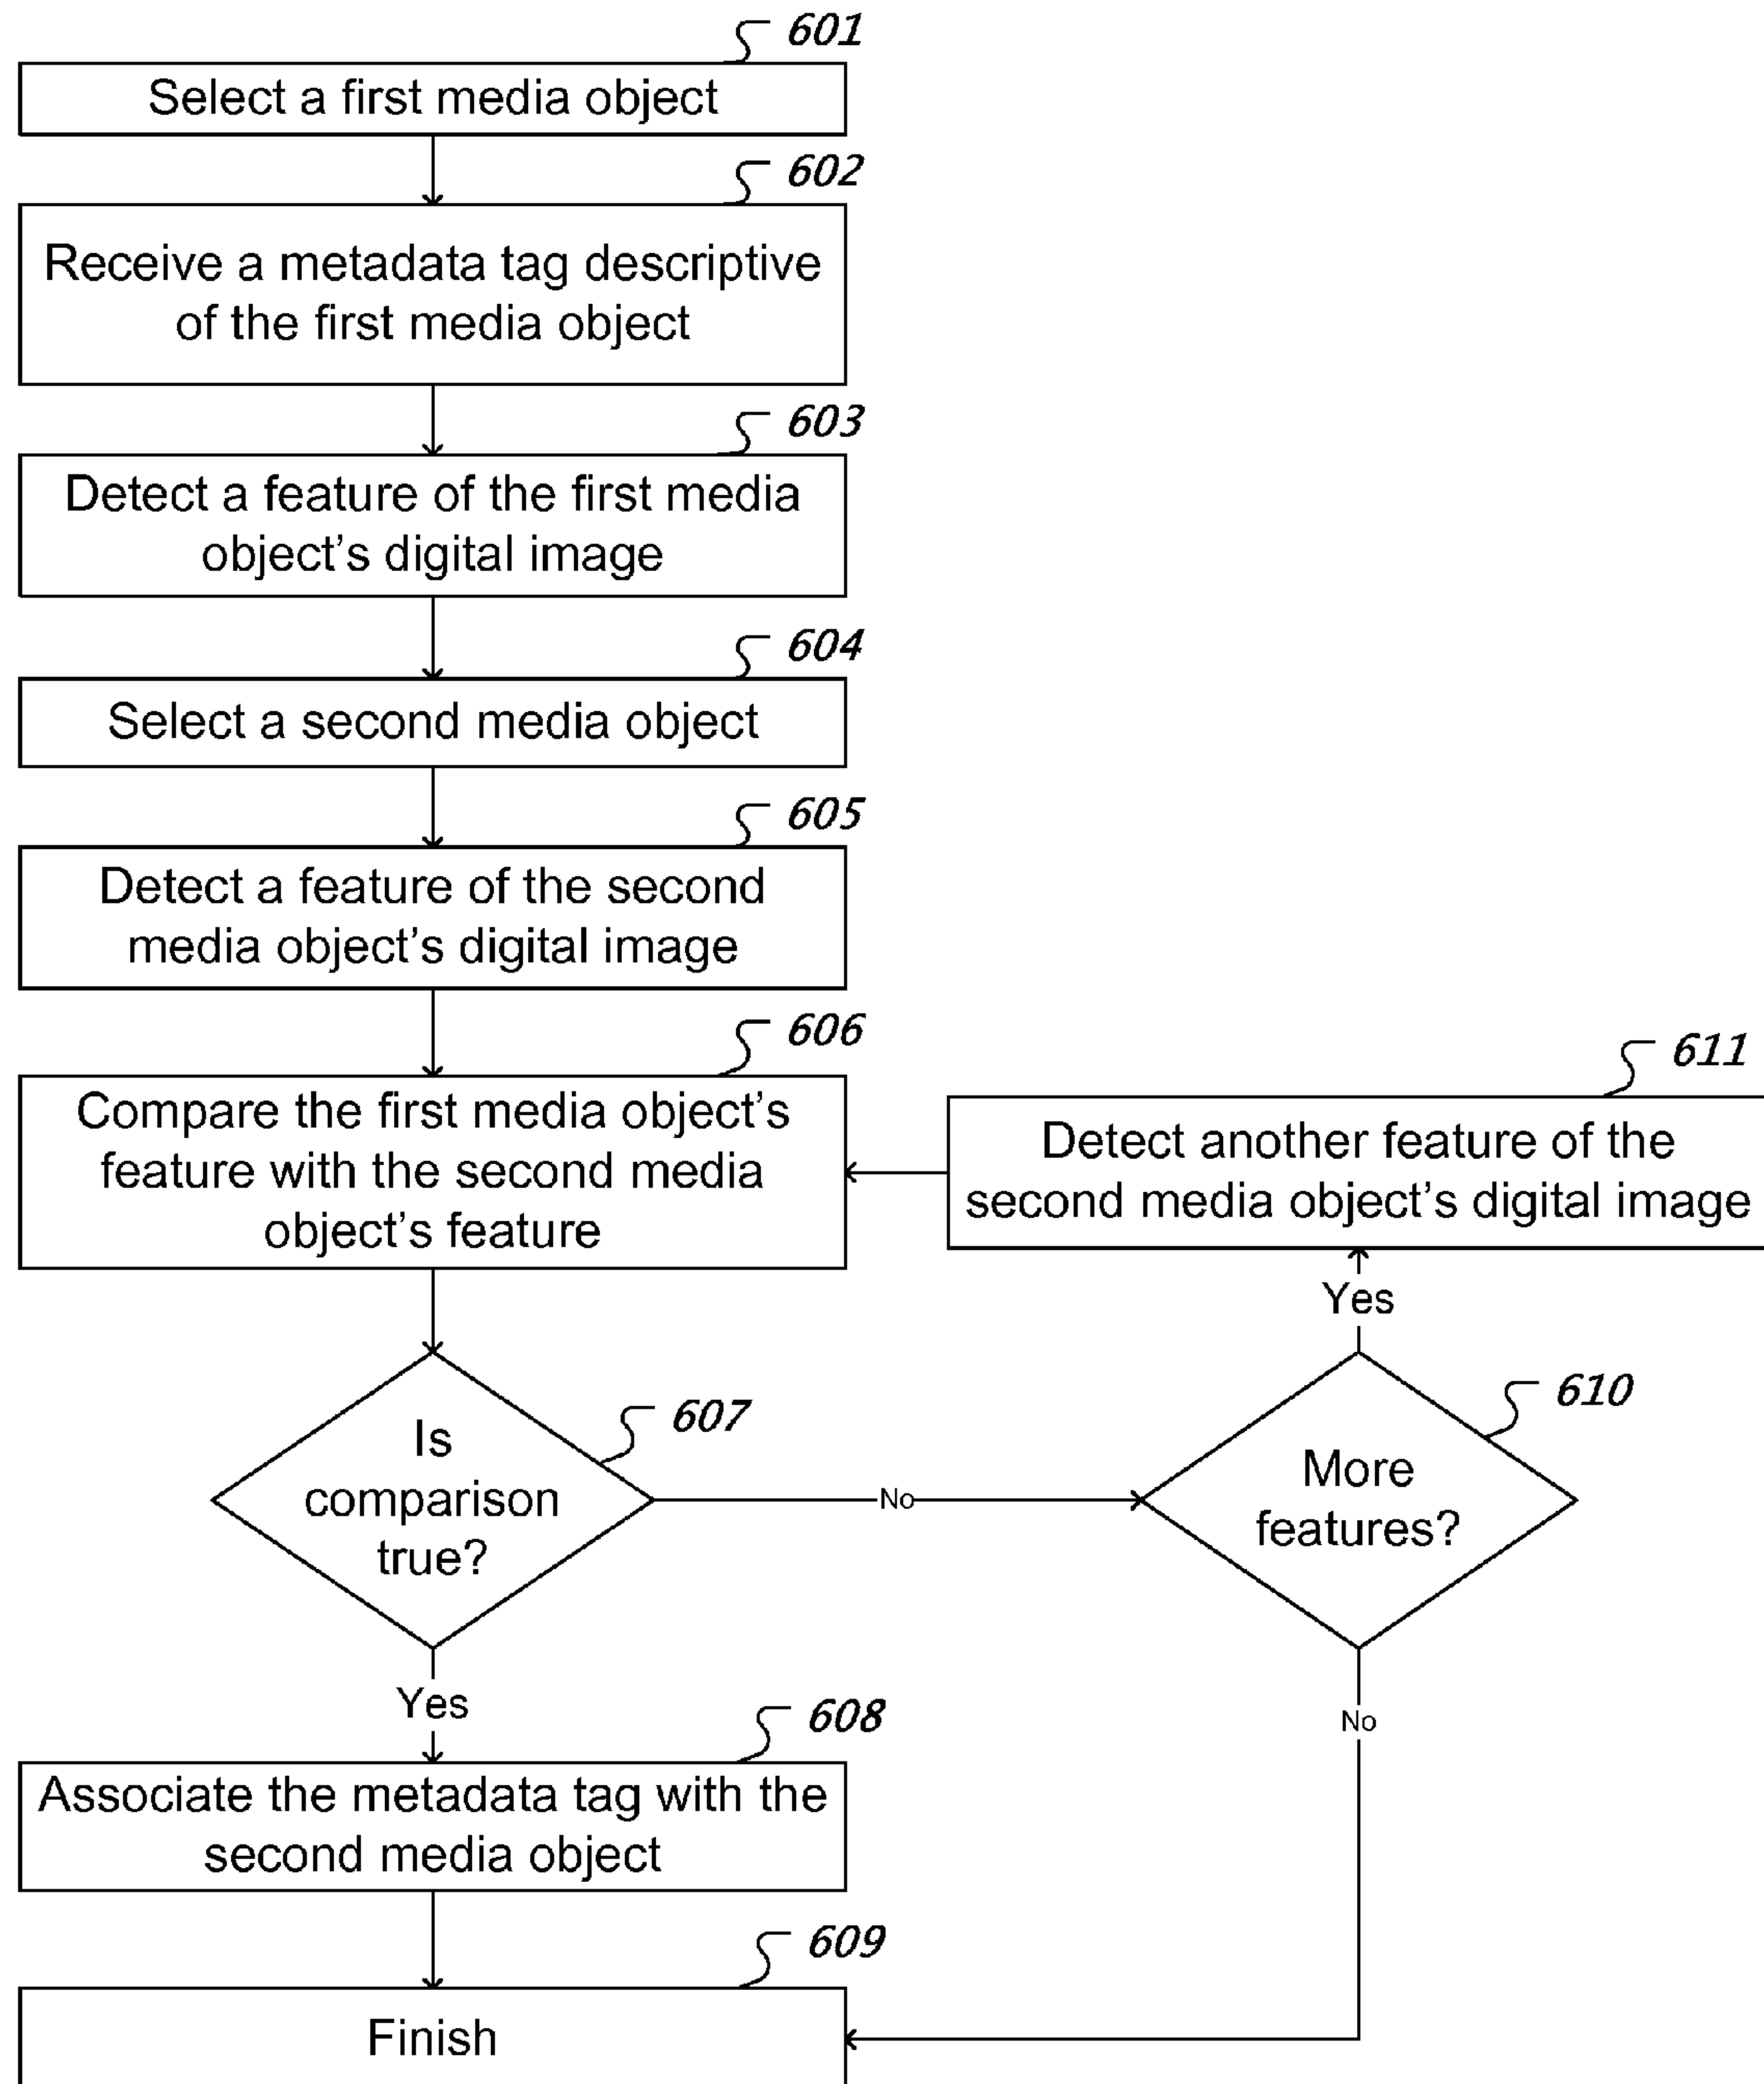 601
Select a first media object
602
Receive a metadata tag descriptive
of the first media object
603
Detect a feature of the first media
object’s digital image
604
Select a second media object
605
Detect a feature of the second
media object’s digital image
606
Compare the first media object’s
feature with the second media
object’s feature
611
Detect another feature of the
second media object’s digital image
Yes
607
Is
comparison
true?
No
610
More
features?
Yes
No
608
Associate the metadata tag with the
second media object
609
Finish